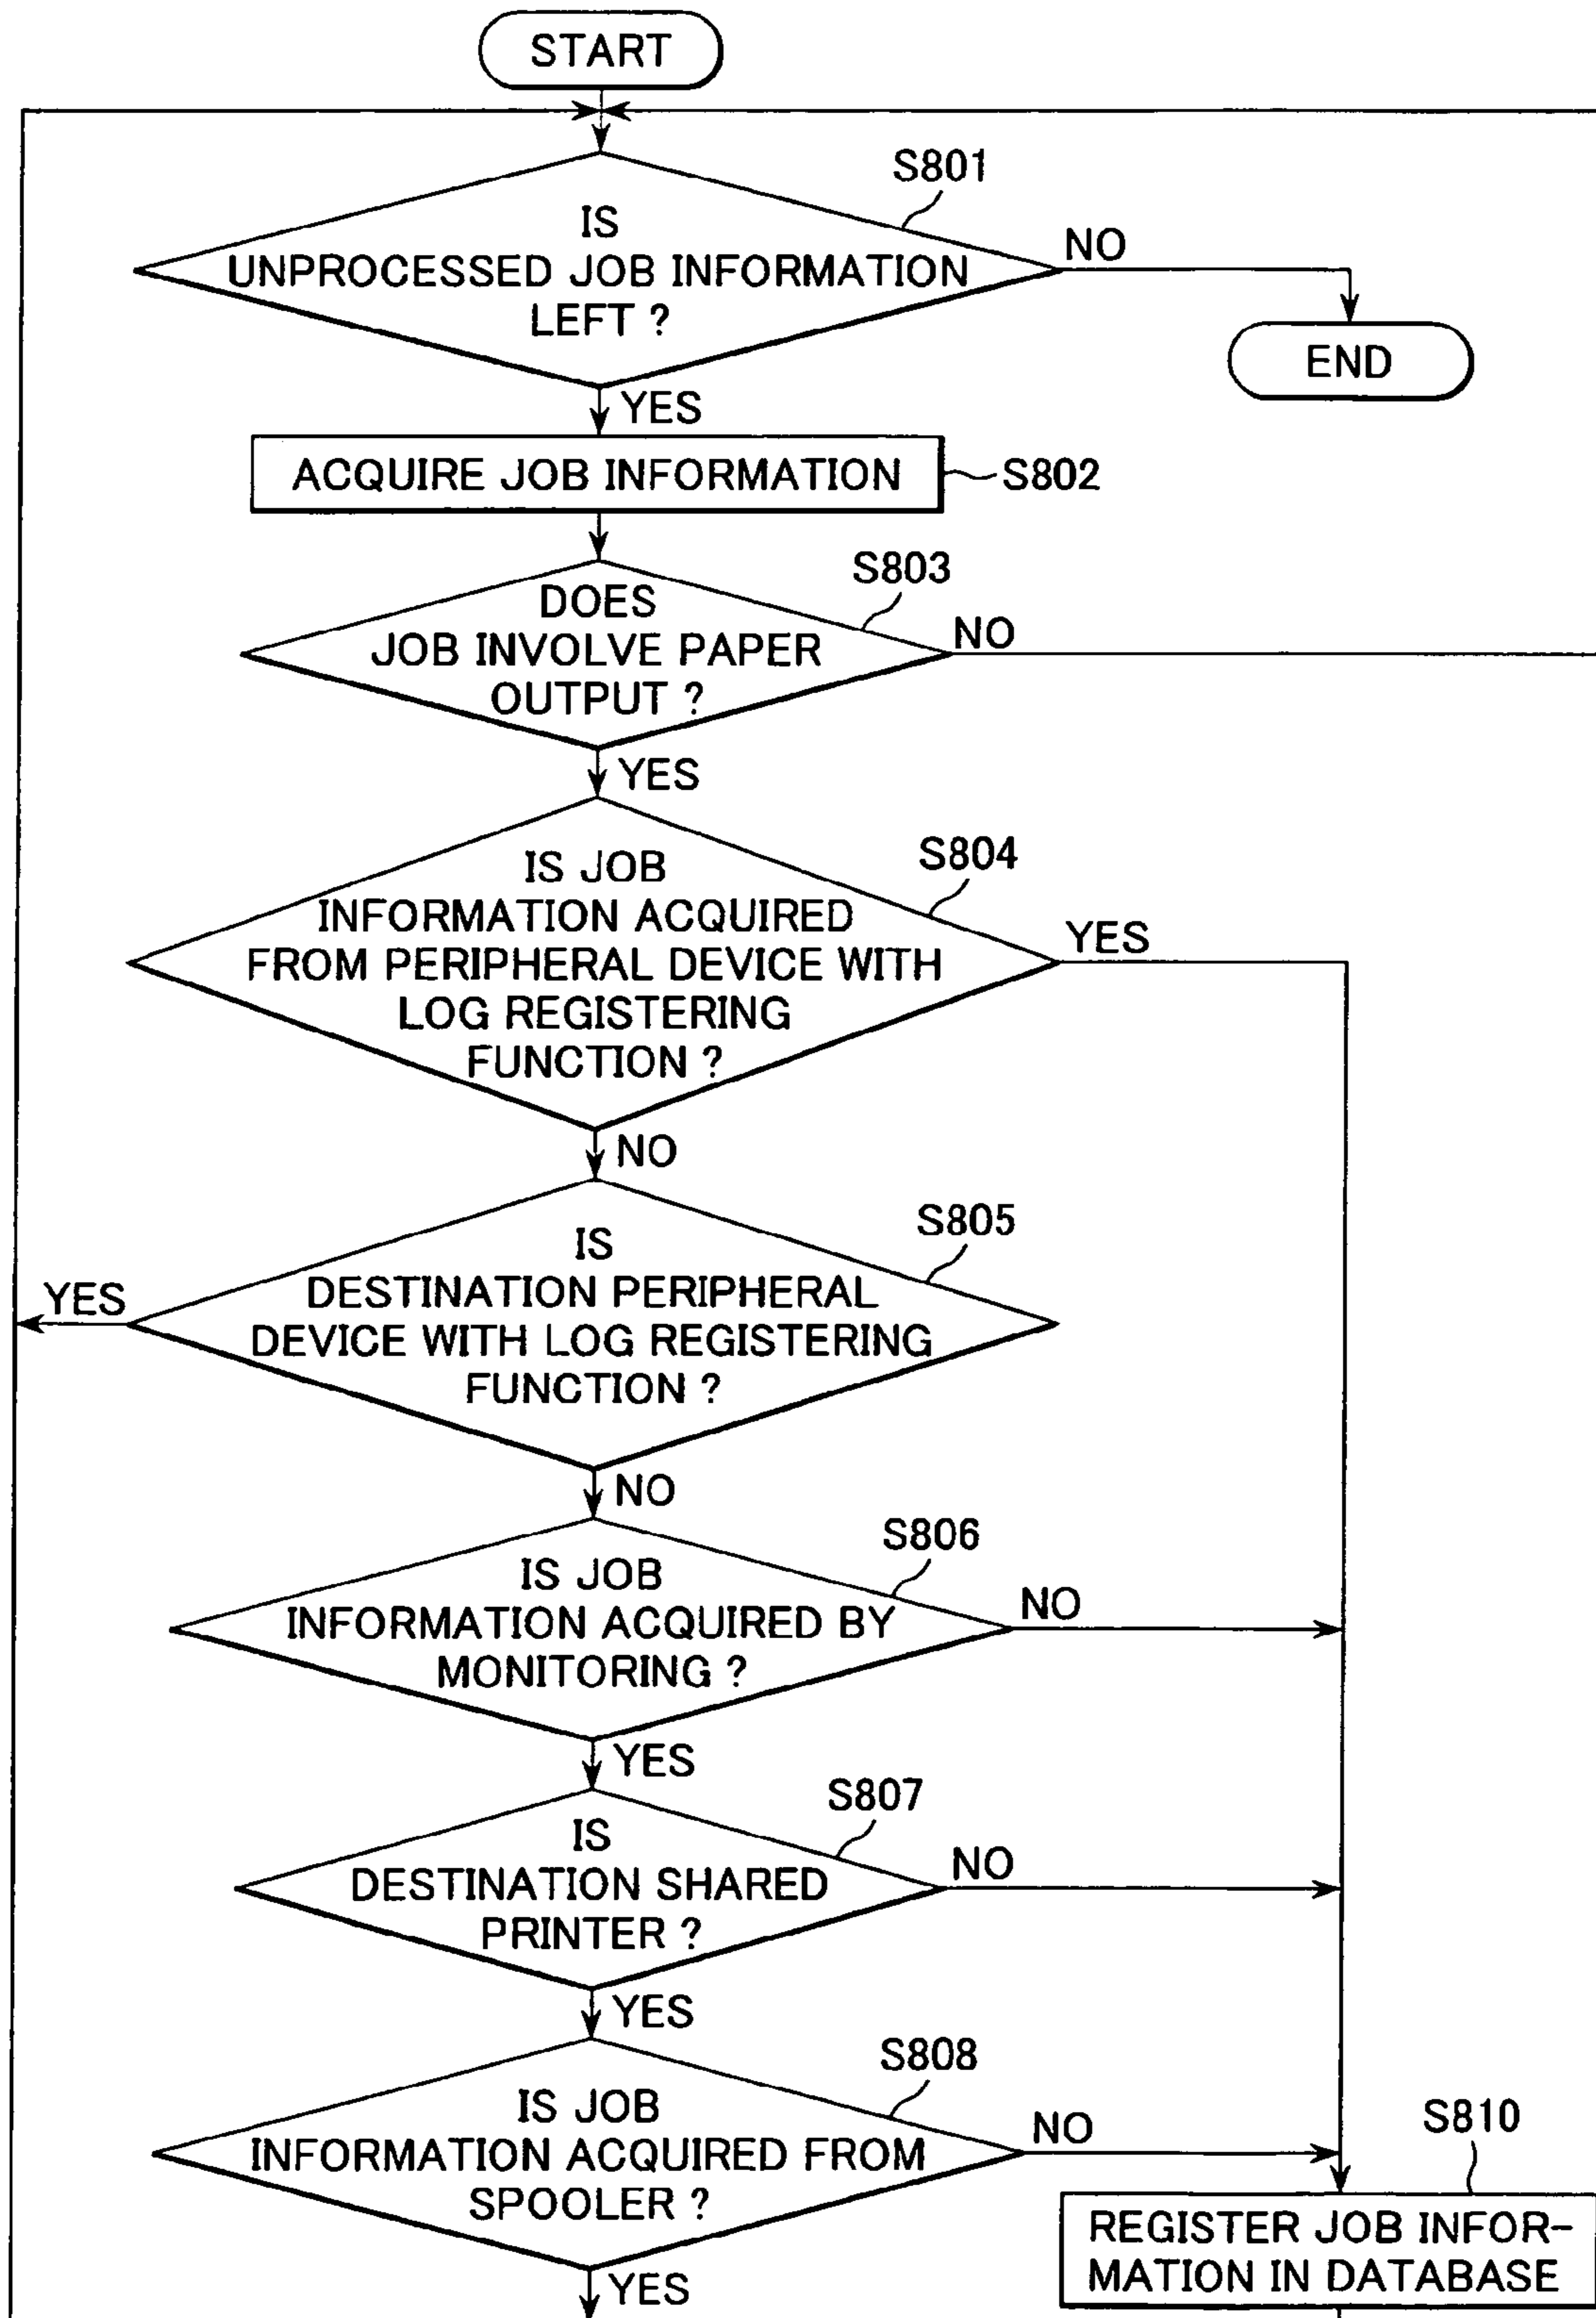 START
S801
IS
UNPROCESSED JOB INFORMATION
LEFT ?
NO
END
YES
ACQUIRE JOB INFORMATION
S802
S803
DOES
JOB INVOLVE PAPER
OUTPUT ?
NO
YES
S804
IS JOB
INFORMATION ACQUIRED
FROM PERIPHERAL DEVICE WITH
LOG REGISTERING
FUNCTION ?
YES
NO
S805
IS
DESTINATION PERIPHERAL
DEVICE WITH LOG REGISTERING
FUNCTION ?
YES
NO
S806
IS JOB
INFORMATION ACQUIRED BY
MONITORING ?
NO
YES
S807
IS
DESTINATION SHARED
PRINTER ?
NO
YES
S808
IS JOB
INFORMATION ACQUIRED FROM
SPOOLER ?
NO
YES
S810
REGISTER JOB INFOR-
MATION IN DATABASE